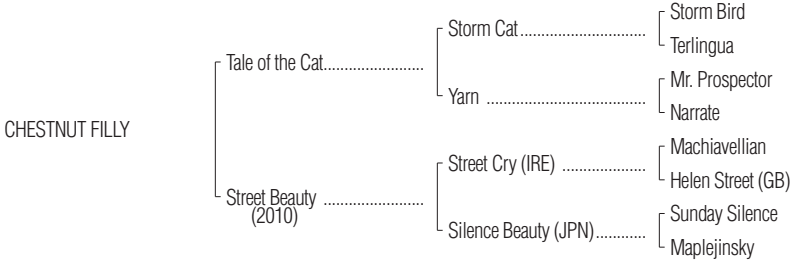 Storm Bird
Storm Cat..............................
Terlingua
Tale of the Cat........................
Mr. Prospector
Yarn ......................................
Narrate
CHESTNUT FILLY
Machiavellian
Street Cry (IRE) ....................
Helen Street (GB)
Street Beauty ........................
(2010)
Sunday Silence
Silence Beauty (JPN)............
Maplejinsky